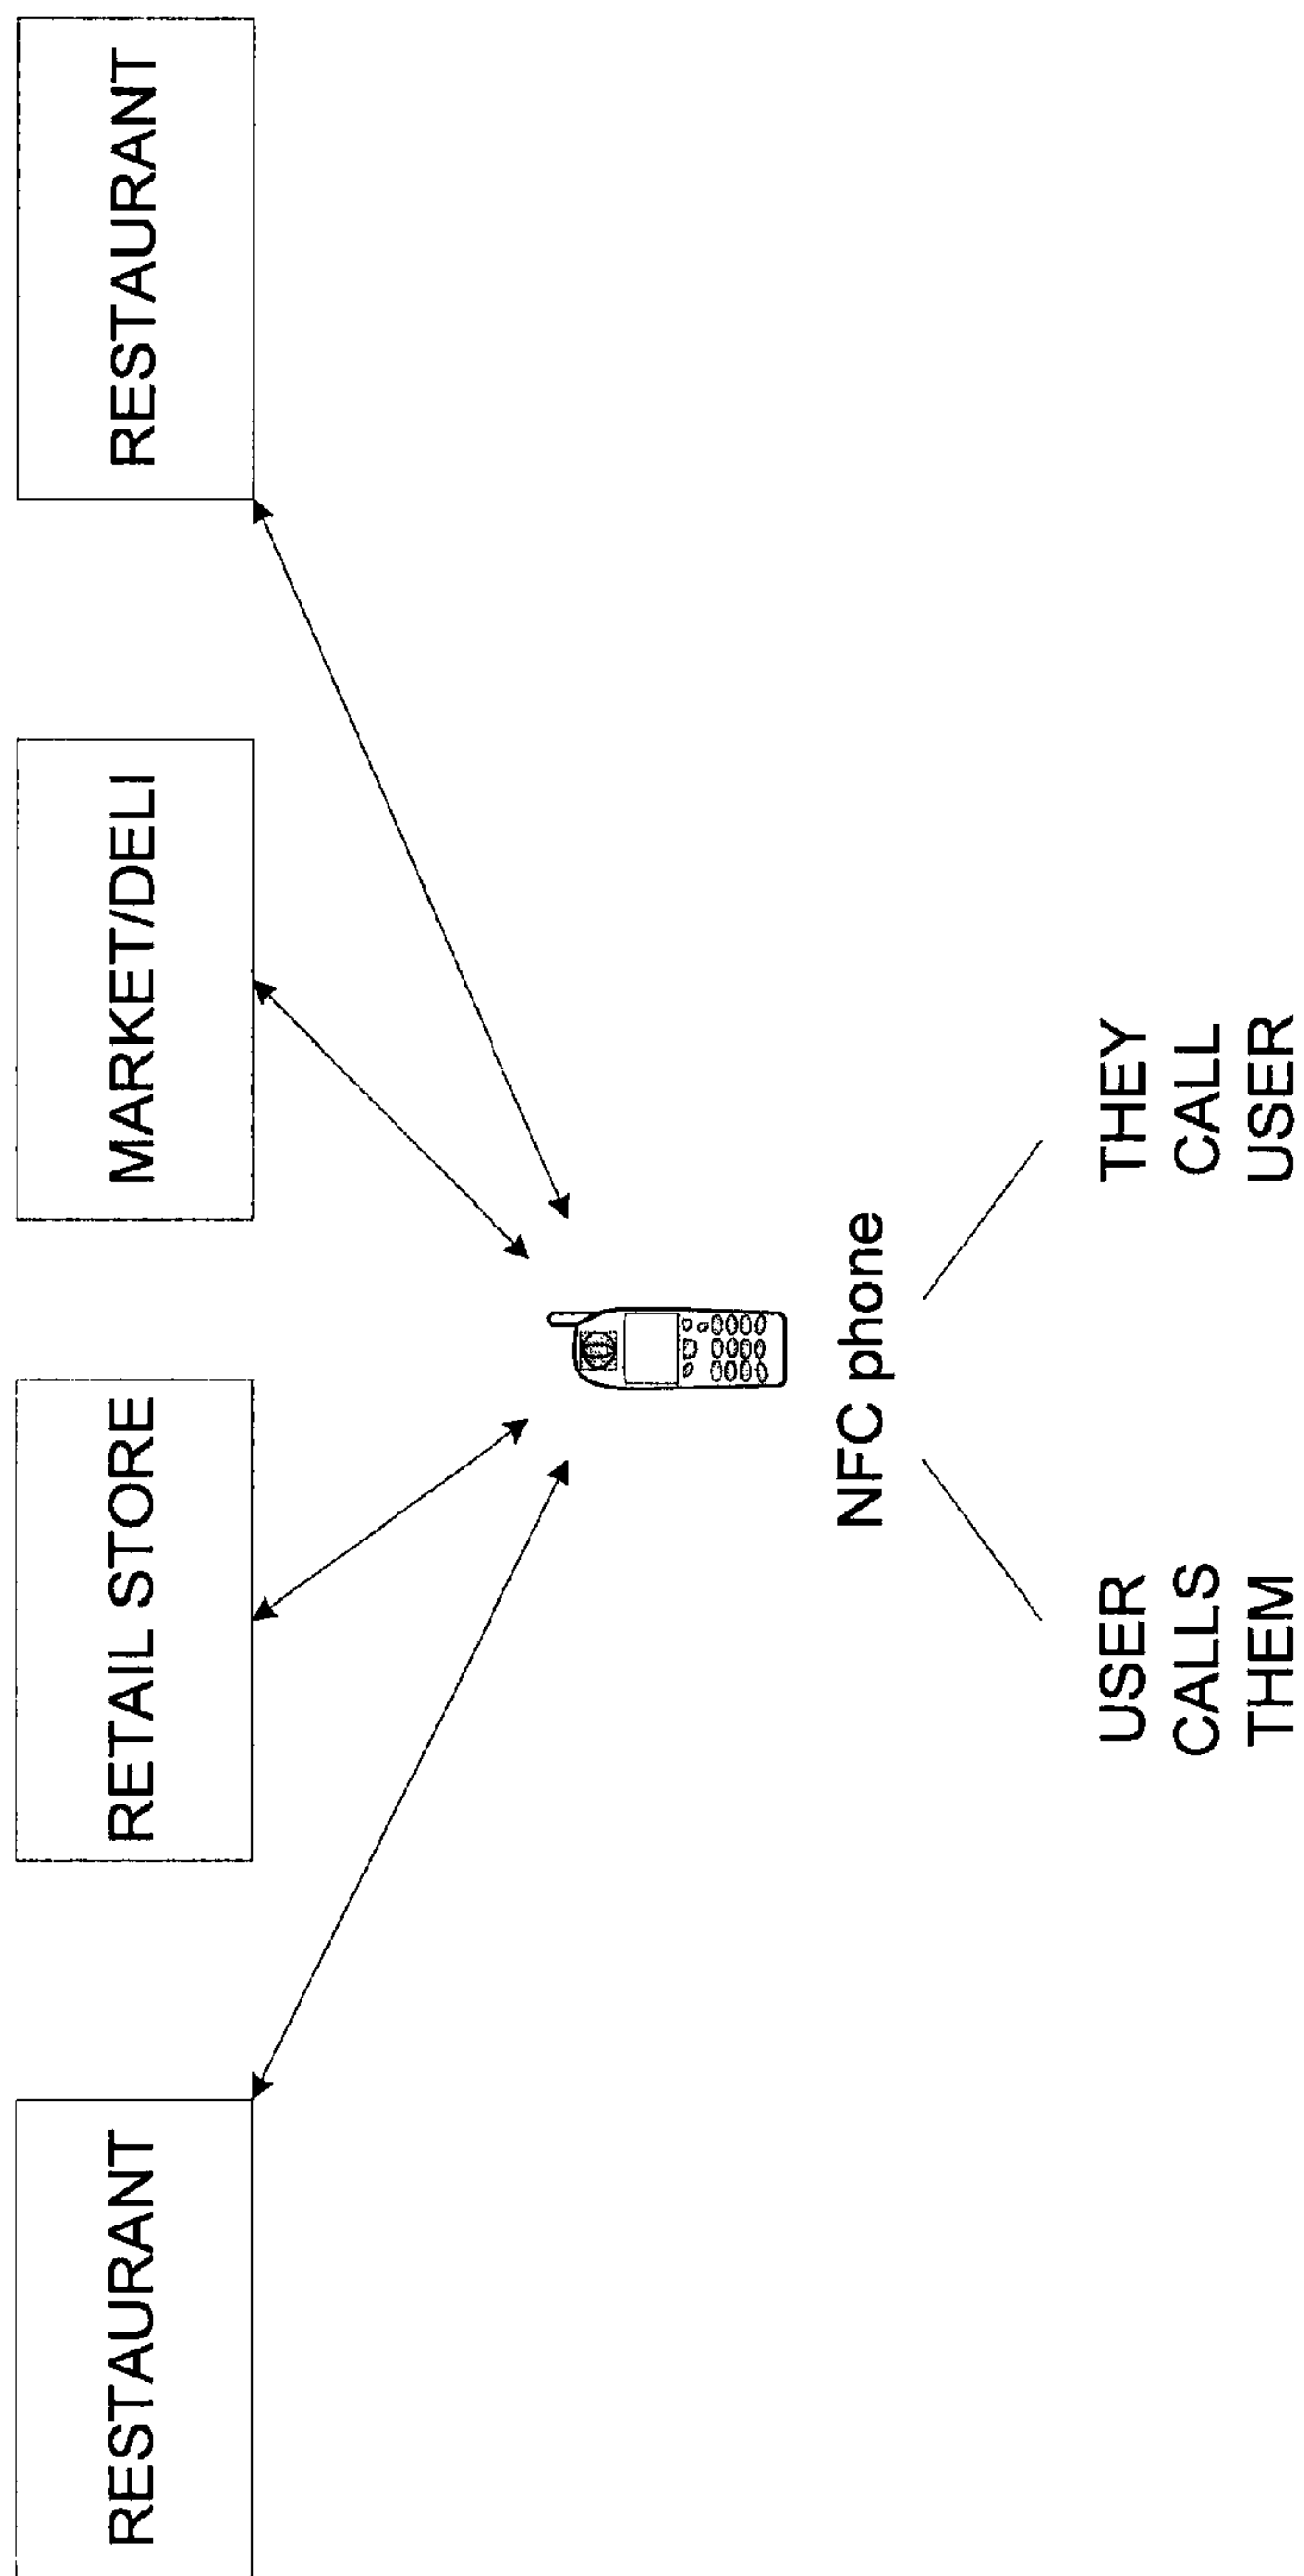 RESTAURANT
RETAIL STORE
MARKET/DELI
RESTAURANT
NFC phone
USER
CALLS
THEM
THEY
CALL
USER